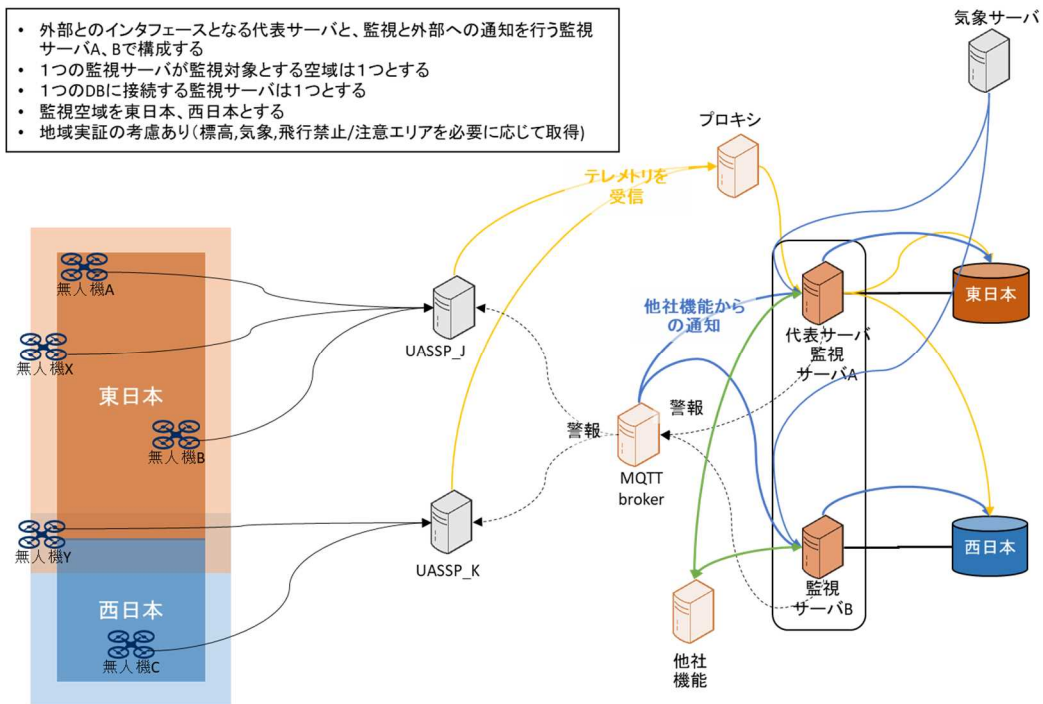 • 外部とのインタフェースとなる代表サーバと、監視と外部への通知を行う監視
サーバA、Bで構成する
• 1つの監視サーバが監視対象とする空域は1つとする
• 1つのDBに接続する監視サーバは1つとする
• 監視空域を東日本、西日本とする
• 地域実証の考慮あり(標高,気象,飛行禁止/注意エリアを必要に応じて取得)
気象サーバ
プロキシ
テレメトリを
受信
無人機A
無人機X
東日本
無人機B
無人機Y
西日本
無人機C
UASSP_J
UASSP_K
警報
警報
MQTT
broker
他社機能から
の通知
代表サーバ
監視
サーバA
東日本
監視
サーバB
西日本
他社
機能